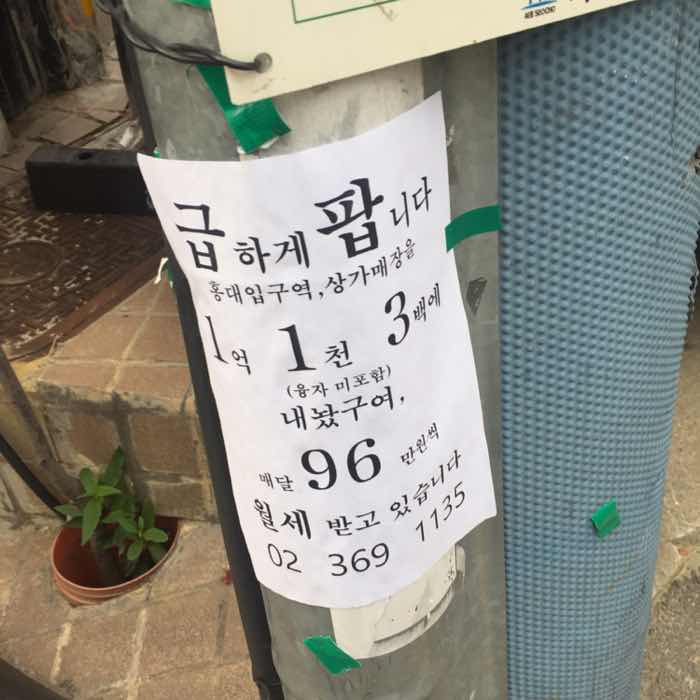 급하게 팝니다
홍대입구역, 상가매장을
1억 1천 3백에
(융자 미포함)
내놨구여,
매달 96 만원씩
월세 받고 있습니다
02 369 1135